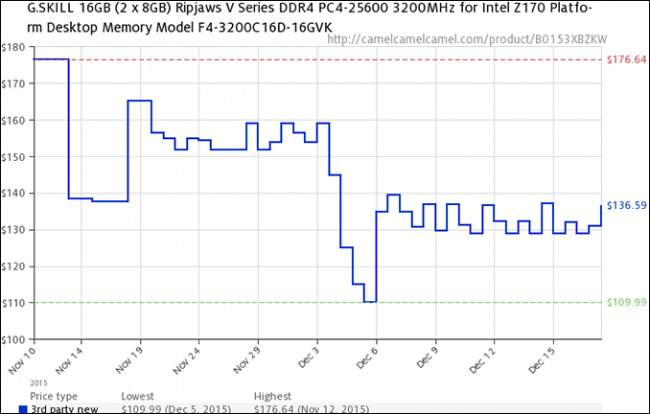 G.SKILL 16GB (2 x 8GB) Ripjaws V Series DDR4 PC4-25600 3200MHz for Intel Z170 Platfo-
rm Desktop Memory Model F4-3200C16D-16GVK
http://camelcamelcamel.com/product/B0153XBZKW
$180
$176.64
$170
$160
$150
$140
$136.59
$130
$120
$110
$109.99
$100
Nov 10
Nov 15
Nov 19
Nov 24
Nov 29
Dec 3
Dec 6
Dec 9
Dec 12
Dec 15
2015
Price type Lowest Highest
3rd party new $109.99 (Dec 5, 2015) $176.64 (Nov 12, 2015)